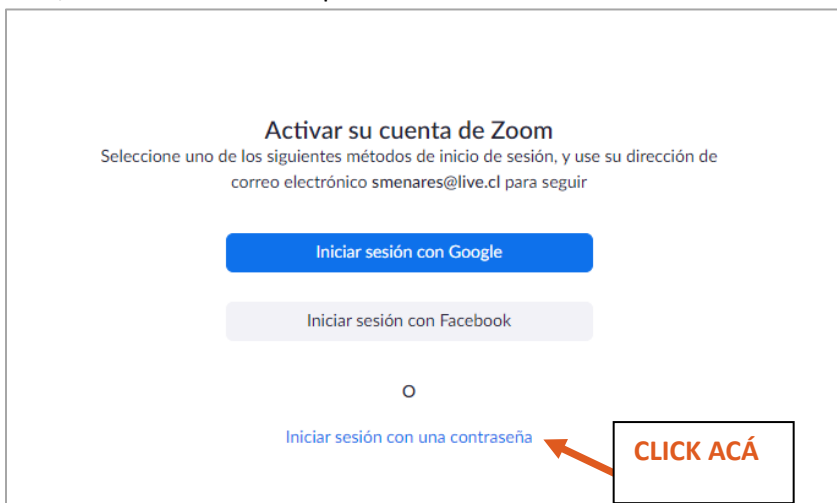 Activar su cuenta de Zoom
Seleccione uno de los siguientes métodos de inicio de sesión, y use su dirección de
correo electrónico smenares@live.cl para seguir
Iniciar sesión con Google
Iniciar sesión con Facebook
O
Iniciar sesión con una contraseña
CLICK ACÁ